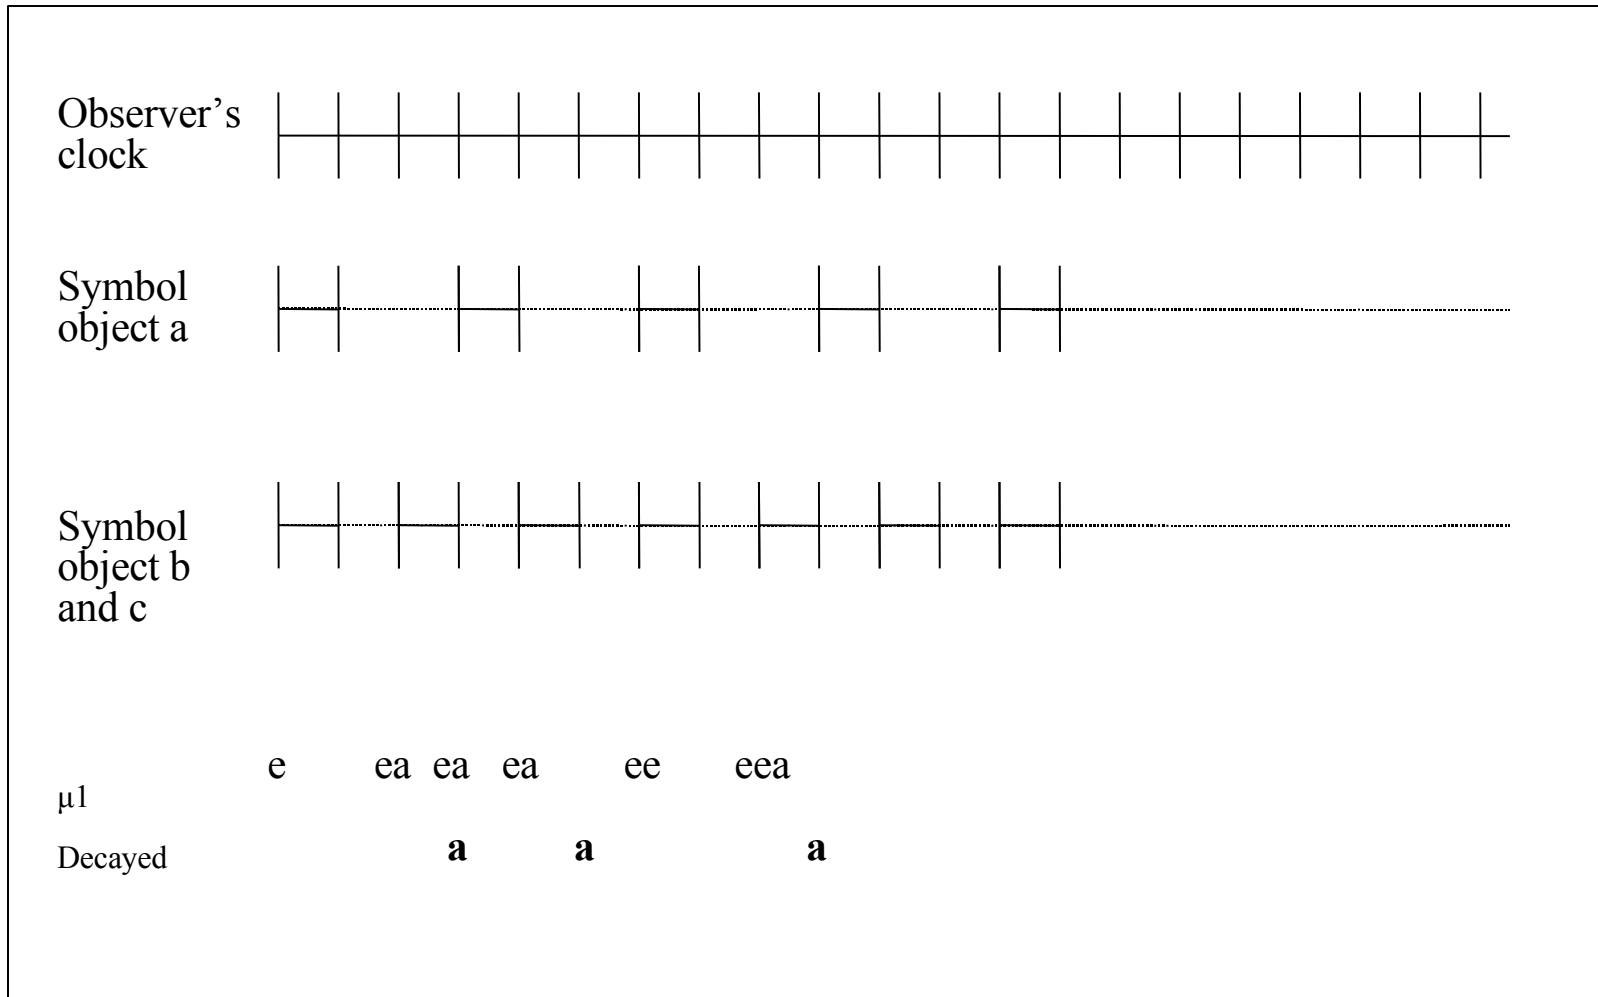 Observer’s
clock
Symbol
object a
Symbol
object b
and c
e ea ea ea ee eea
µ1
Decayed a a a